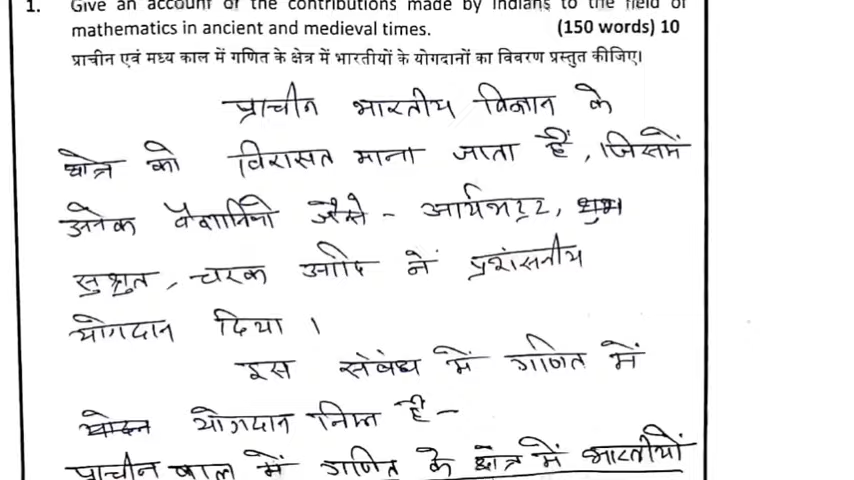 1. Give an account of the contributions made by Indians to the field of
mathematics in ancient and medieval times. (150 words) 10
प्राचीन एवं मध्य काल में गणित के क्षेत्र में भारतीयों के योगदानों का विवरण प्रस्तुत कीजिए।
प्राचीन भारतीय विज्ञान के
क्षेत्र को विरासत माना जाता हैं, जिसमें
अनेक वैज्ञानिकों जैसे - आर्यभट्ट,
सुश्रुत, चरक आदि नें प्रशंसनीय
योगदान दिया ।
इस संबंध में गणित में
योगदान निम्न हैं -
प्राचीन काल में गणित के क्षेत्र में भारतीयों